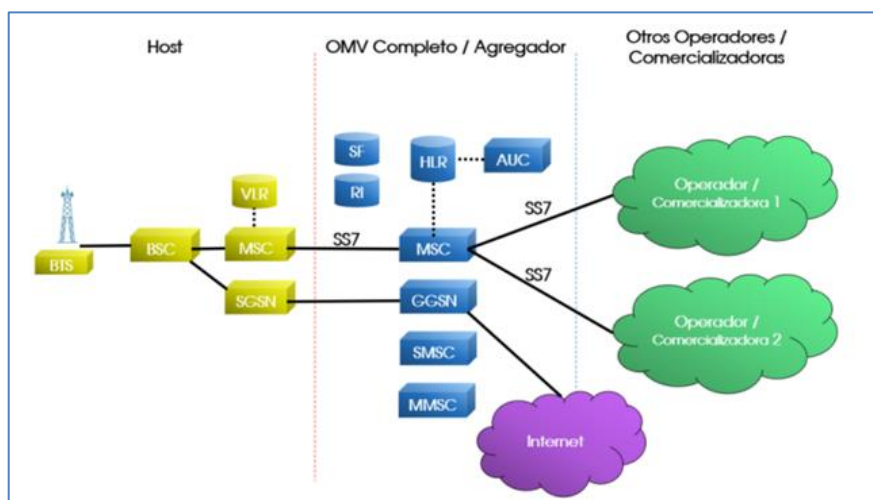 Host
OMV Completo / Agregador
Otros Operadores /
Comercializadoras
SF
HLR
AUC
VLR
RI
Operador /
Comercializadora 1
SS7
BTS
BSC
MSC
SS7
MSC
SS7
SGSN
GGSN
Operador /
Comercializadora 2
SMSC
MMSC
Internet